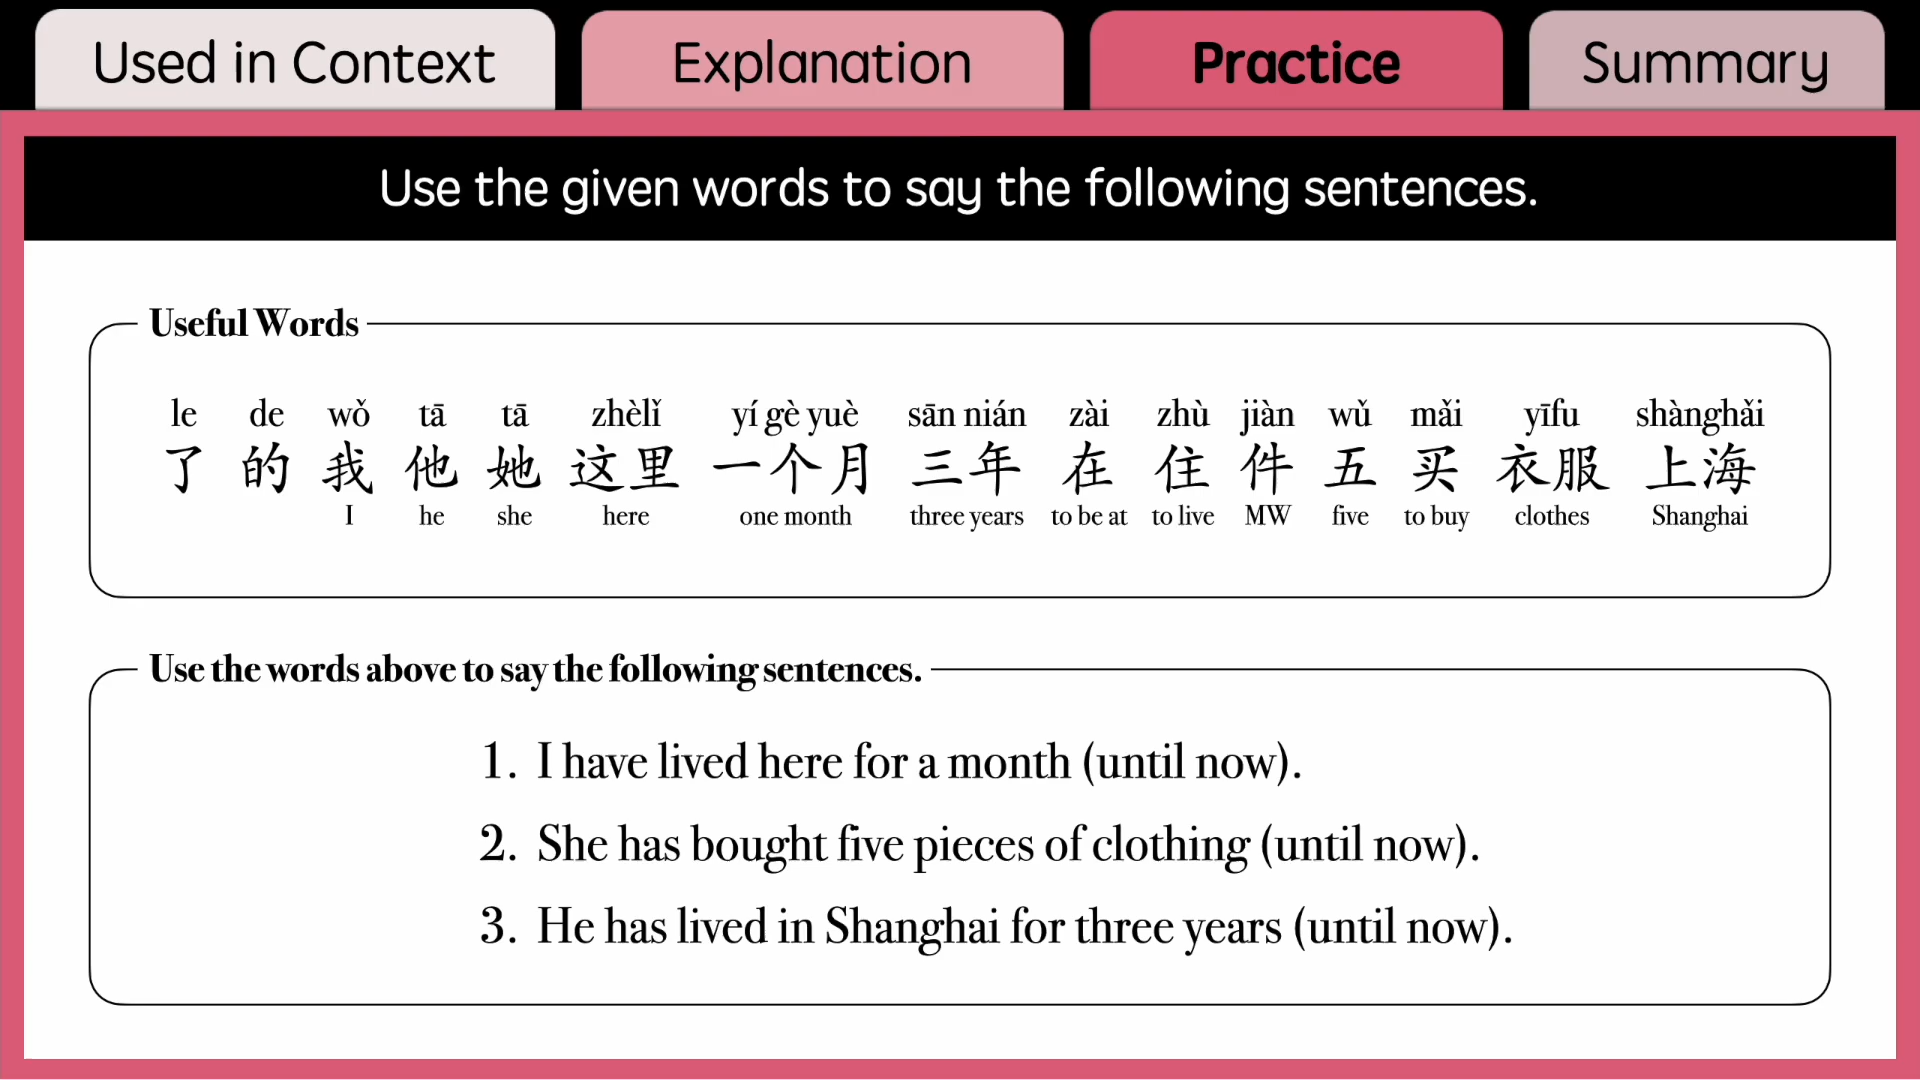 Used in Context Explanation Practice Summary
Use the given words to say the following sentences.
Useful Words
le de wǒ tā tā zhèlǐ yí gè yuè sān nián zài zhù jiàn wǔ mǎi yīfu shànghǎi
了 的 我 他 她 这里 一个月 三年 在 住 件 五 买 衣服 上海
I he she here one month three years to be at to live MW five to buy clothes Shanghai
Use the words above to say the following sentences.
1. I have lived here for a month (until now).
2. She has bought five pieces of clothing (until now).
3. He has lived in Shanghai for three years (until now).